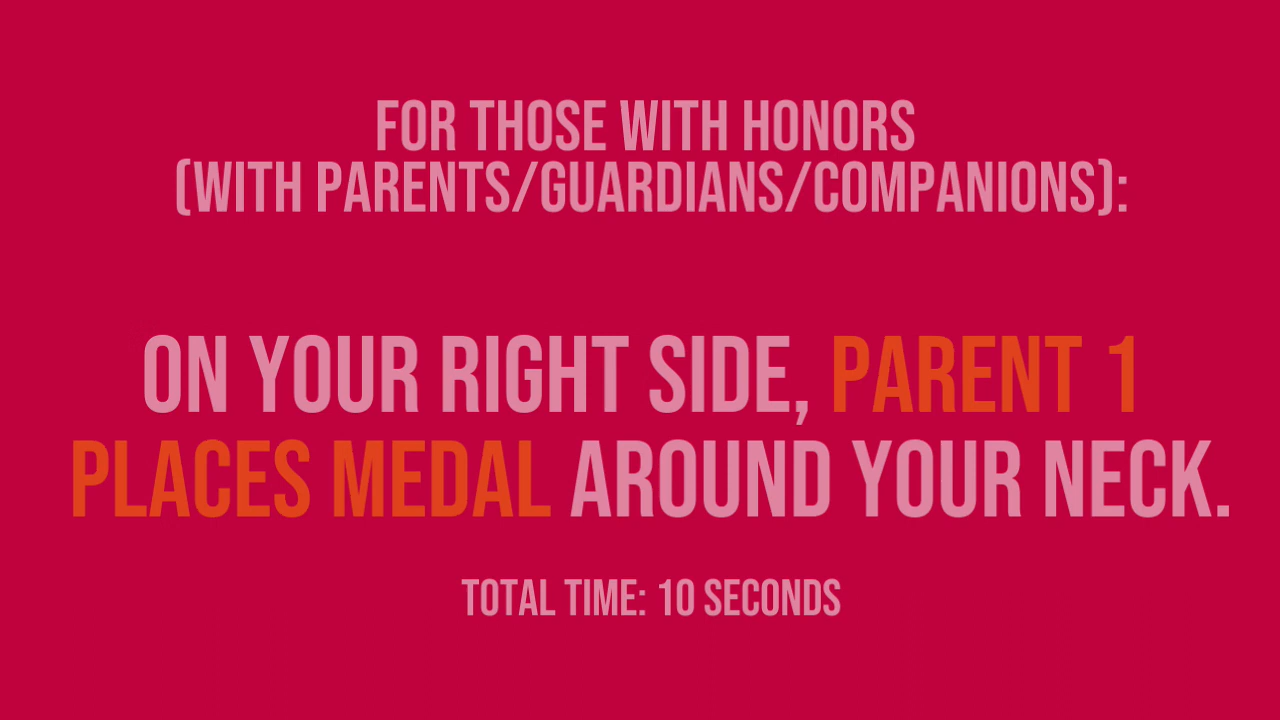 FOR THOSE WITH HONORS
(WITH PARENTS/GUARDIANS/COMPANIONS):
ON YOUR RIGHT SIDE, PARENT 1
PLACES MEDAL AROUND YOUR NECK.
TOTAL TIME: 10 SECONDS